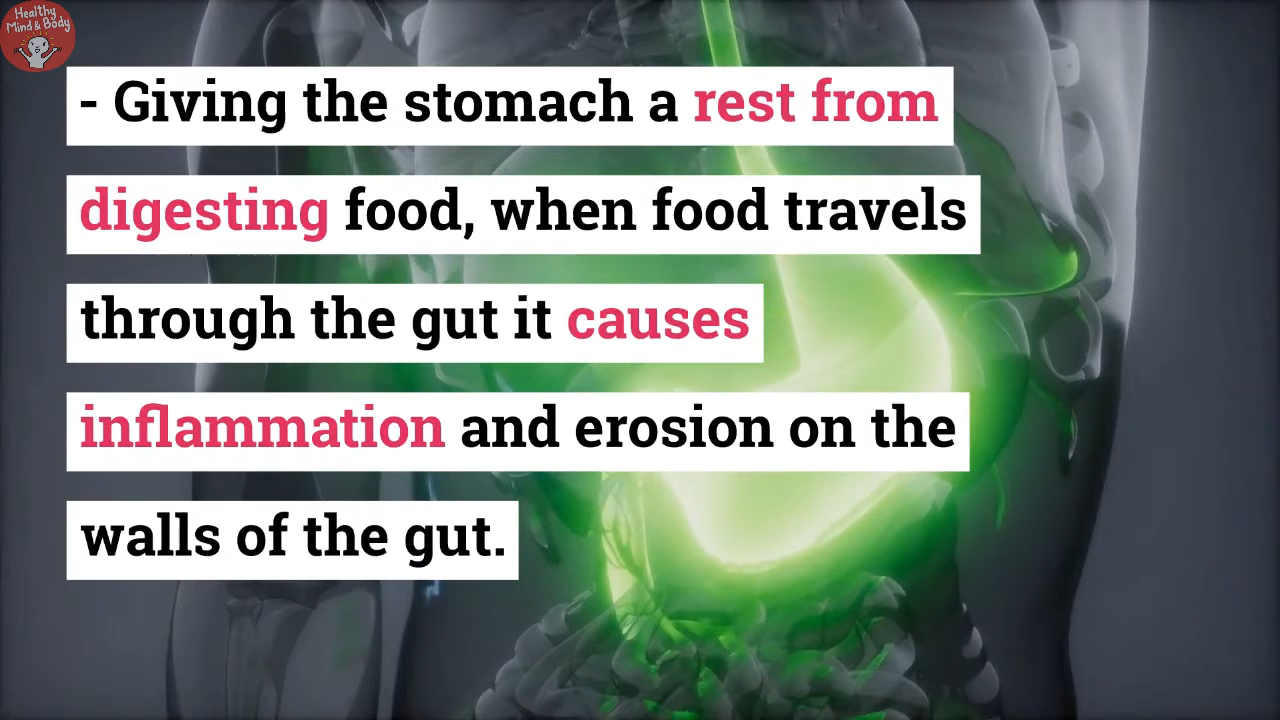 Healthy
Mind & Body
- Giving the stomach a rest from
digesting food, when food travels
through the gut it causes
inflammation and erosion on the
walls of the gut.